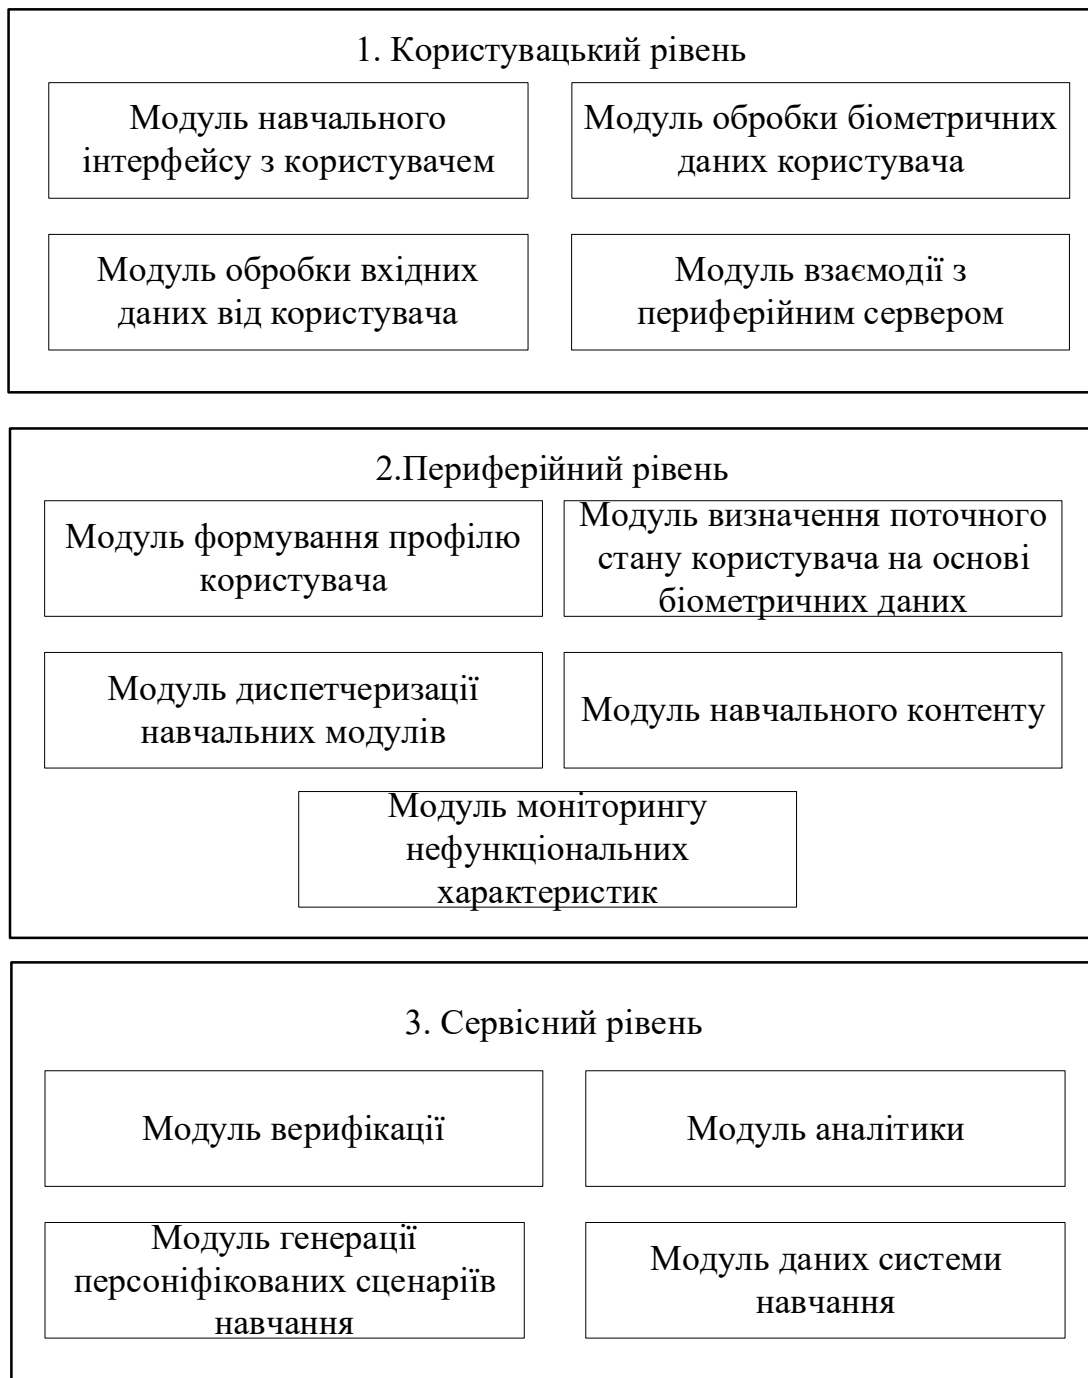 1. Користувацький рівень
Модуль навчального
інтерфейсу з користувачем
Модуль обробки біометричних
даних користувача
Модуль обробки вхідних
даних від користувача
Модуль взаємодії з
периферійним сервером
2.Периферійний рівень
Модуль формування профілю
користувача
Модуль визначення поточного
стану користувача на основі
біометричних даних
Модуль диспетчеризації
навчальних модулів
Модуль навчального контенту
Модуль моніторингу
нефункціональних
характеристик
3. Сервісний рівень
Модуль верифікації
Модуль аналітики
Модуль генерації
персоніфікованих сценаріїв
навчання
Модуль даних системи
навчання